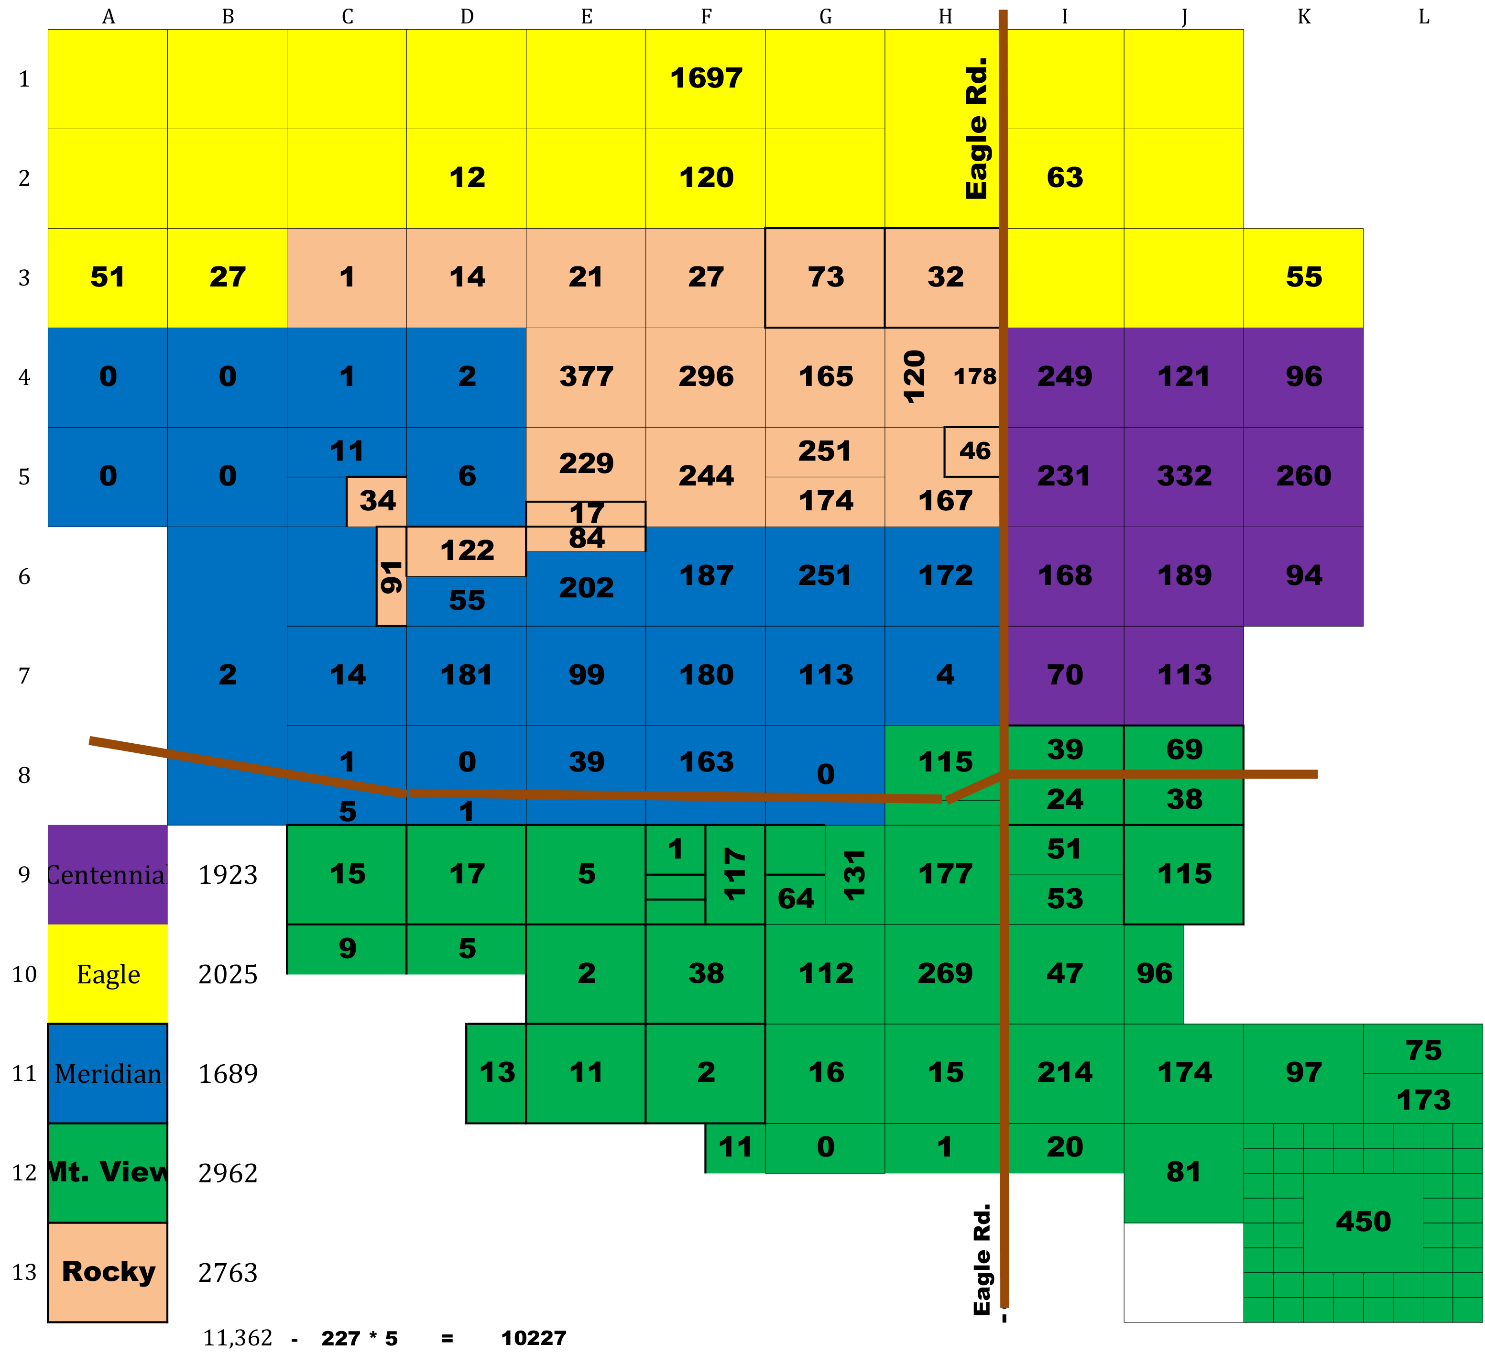 A B C D E F G H I J K L
1 1697 Eagle Rd.
2 12 120 63
3 51 27 1 14 21 27 73 32 55
4 0 0 1 2 377 296 165 120 178 249 121 96
11 251 46
5 0 0 6 229 244 231 332 260
34 17 174 167
122 84
6 91 202 187 251 172 168 189 94
55
7 2 14 181 99 180 113 4 70 113
39 69
8 1 0 39 163 0 115
5 1 24 38
1 51
9 Centennial 1923 15 17 5 117 131 177 115
64 53
9 5
10 Eagle 2025 2 38 112 269 47 96
75
11 Meridian 1689 13 11 2 16 15 214 174 97
173
11 0 1 20
12 Mt. View 2962 81
450
13 Rocky 2763 Eagle Rd.
11,362 - 227 * 5 = 10227